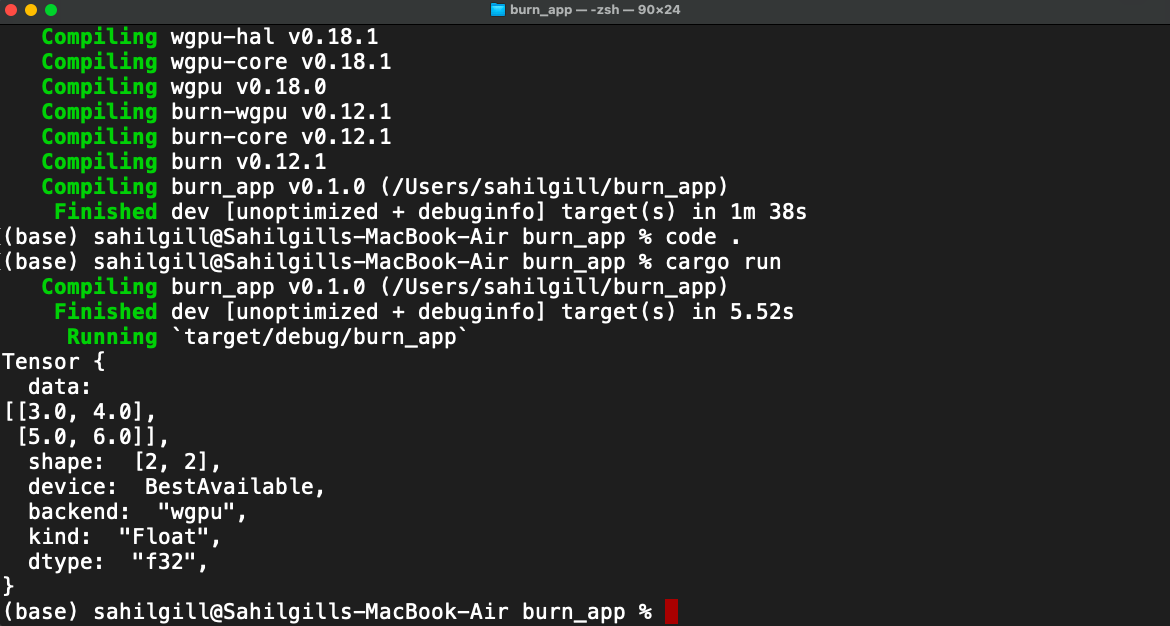 burn_app — -zsh — 90×24
Compiling wgpu-hal v0.18.1
Compiling wgpu-core v0.18.1
Compiling wgpu v0.18.0
Compiling burn-wgpu v0.12.1
Compiling burn-core v0.12.1
Compiling burn v0.12.1
Compiling burn_app v0.1.0 (/Users/sahilgill/burn_app)
Finished dev [unoptimized + debuginfo] target(s) in 1m 38s
(base) sahilgill@Sahilgills-MacBook-Air burn_app % code .
(base) sahilgill@Sahilgills-MacBook-Air burn_app % cargo run
Compiling burn_app v0.1.0 (/Users/sahilgill/burn_app)
Finished dev [unoptimized + debuginfo] target(s) in 5.52s
Running `target/debug/burn_app`
Tensor {
  data:
[[3.0, 4.0],
 [5.0, 6.0]],
  shape:  [2, 2],
  device:  BestAvailable,
  backend:  "wgpu",
  kind:  "Float",
  dtype:  "f32",
}
(base) sahilgill@Sahilgills-MacBook-Air burn_app %